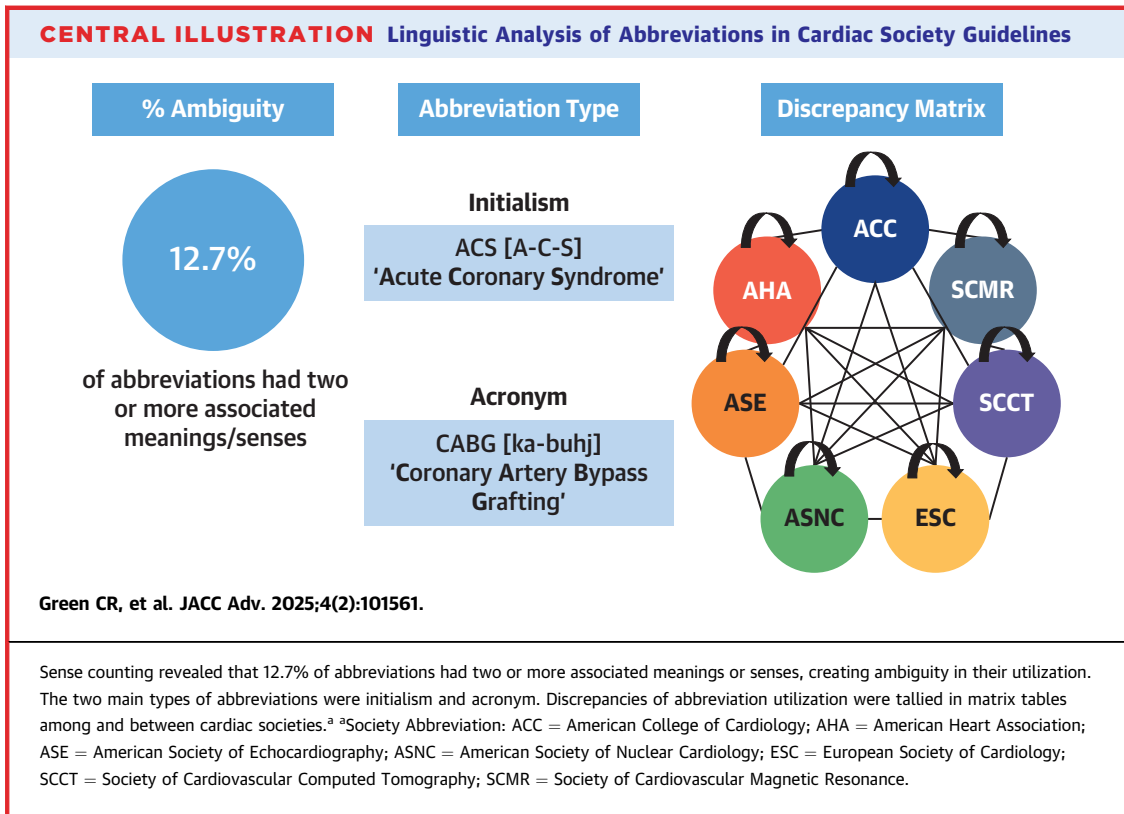 CENTRAL ILLUSTRATION Linguistic Analysis of Abbreviations in Cardiac Society Guidelines
% Ambiguity
12.7%
of abbreviations had two
or more associated
meanings/senses
Abbreviation Type
Initialism
ACS [A-C-S]
'Acute Coronary Syndrome'
Acronym
CABG [ka-buhj]
'Coronary Artery Bypass
Grafting'
Discrepancy Matrix
ACC
AHA
SCMR
ASE
SCCT
ASNC
ESC
Green CR, et al. JACC Adv. 2025;4(2):101561.
Sense counting revealed that 12.7% of abbreviations had two or more associated meanings or senses, creating ambiguity in their utilization.
The two main types of abbreviations were initialism and acronym. Discrepancies of abbreviation utilization were tallied in matrix tables
among and between cardiac societies.ᵃ ᵃSociety Abbreviation: ACC = American College of Cardiology; AHA = American Heart Association;
ASE = American Society of Echocardiography; ASNC = American Society of Nuclear Cardiology; ESC = European Society of Cardiology;
SCCT = Society of Cardiovascular Computed Tomography; SCMR = Society of Cardiovascular Magnetic Resonance.